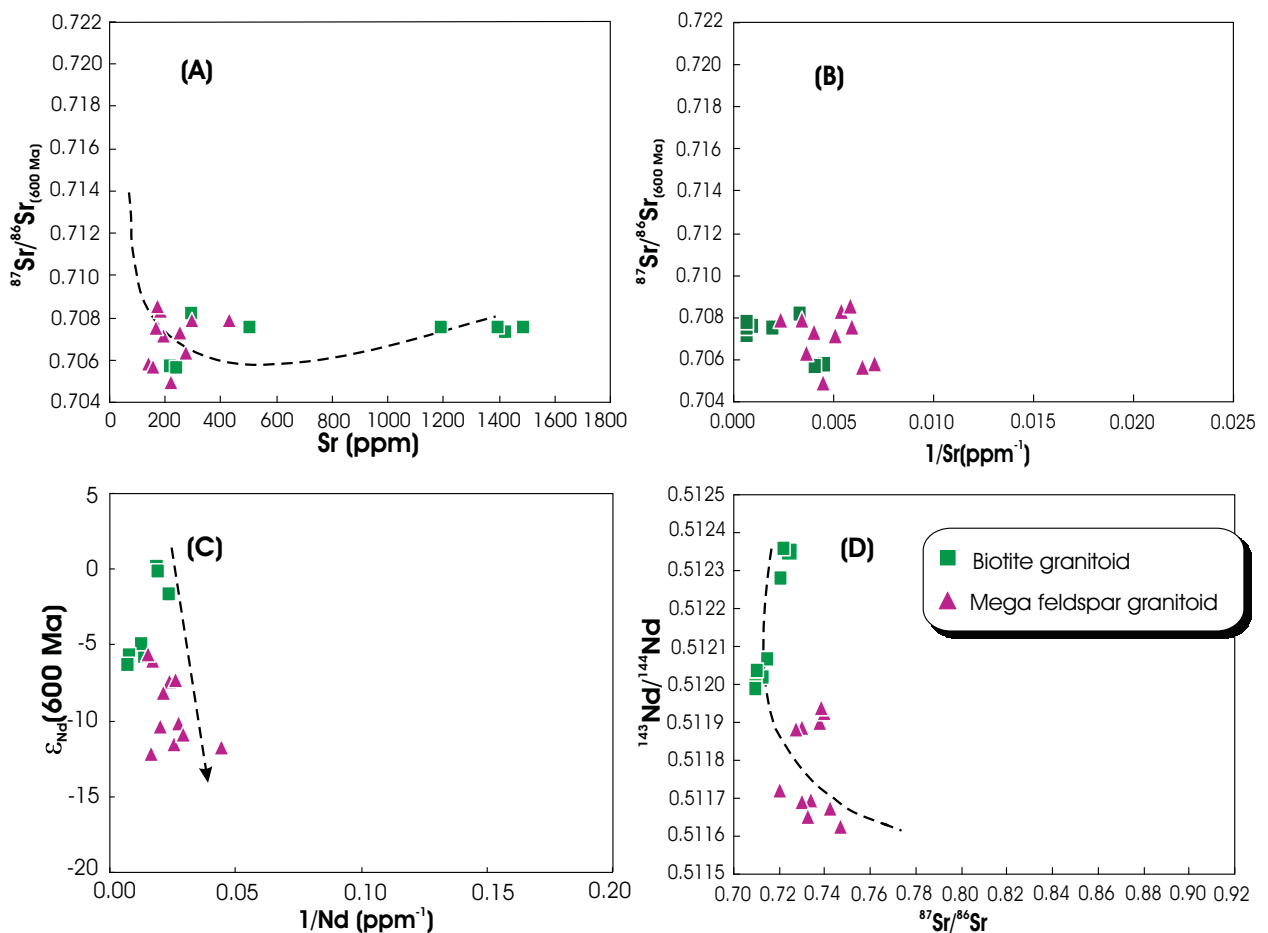 (A)
0.722
0.720
0.718
0.716
0.714
0.712
0.710
0.708
0.706
0.704
⁸⁷Sr/⁸⁶Sr(600 Ma)
0 200 400 600 800 1000 1200 1400 1600 1800
Sr (ppm)
(B)
0.722
0.720
0.718
0.716
0.714
0.712
0.710
0.708
0.706
0.704
⁸⁷Sr/⁸⁶Sr(600 Ma)
0.000 0.005 0.010 0.015 0.020 0.025
1/Sr(ppm⁻¹)
(C)
5
0
-5
-10
-15
-20
εNd(600 Ma)
0.00 0.05 0.10 0.15 0.20
1/Nd (ppm⁻¹)
(D)
0.5125
0.5124
0.5123
0.5122
0.5121
0.5120
0.5119
0.5118
0.5117
0.5116
0.5115
¹⁴³Nd/¹⁴⁴Nd
0.70 0.72 0.74 0.76 0.78 0.80 0.82 0.84 0.86 0.88 0.90 0.92
⁸⁷Sr/⁸⁶Sr
Biotite granitoid
Mega feldspar granitoid